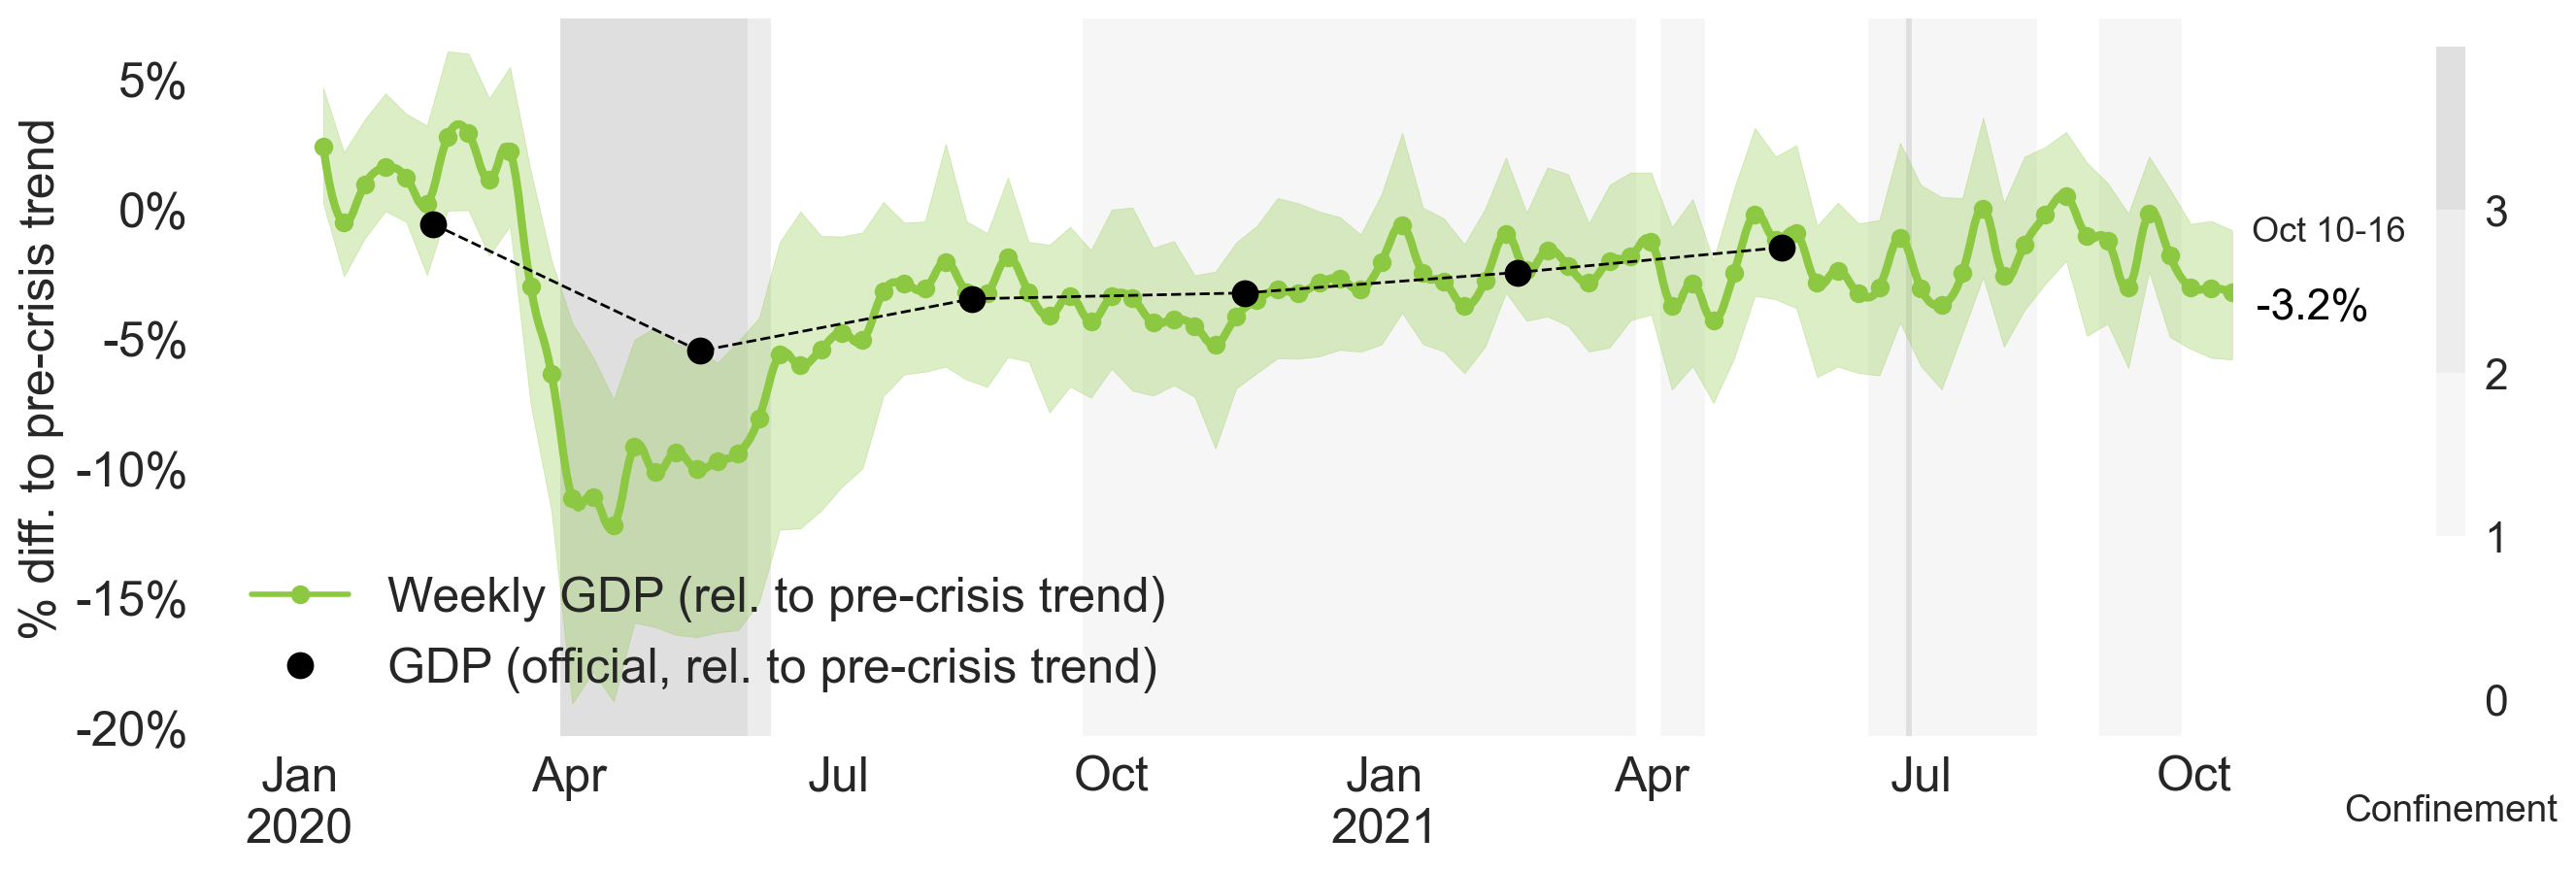 % diff. to pre-crisis trend
5%
0%
-5%
-10%
-15%
-20%
Weekly GDP (rel. to pre-crisis trend)
GDP (official, rel. to pre-crisis trend)
Oct 10-16
-3.2%
Jan
2020
Apr
Jul
Oct
Jan
2021
Apr
Jul
Oct
3
2
1
0
Confinement